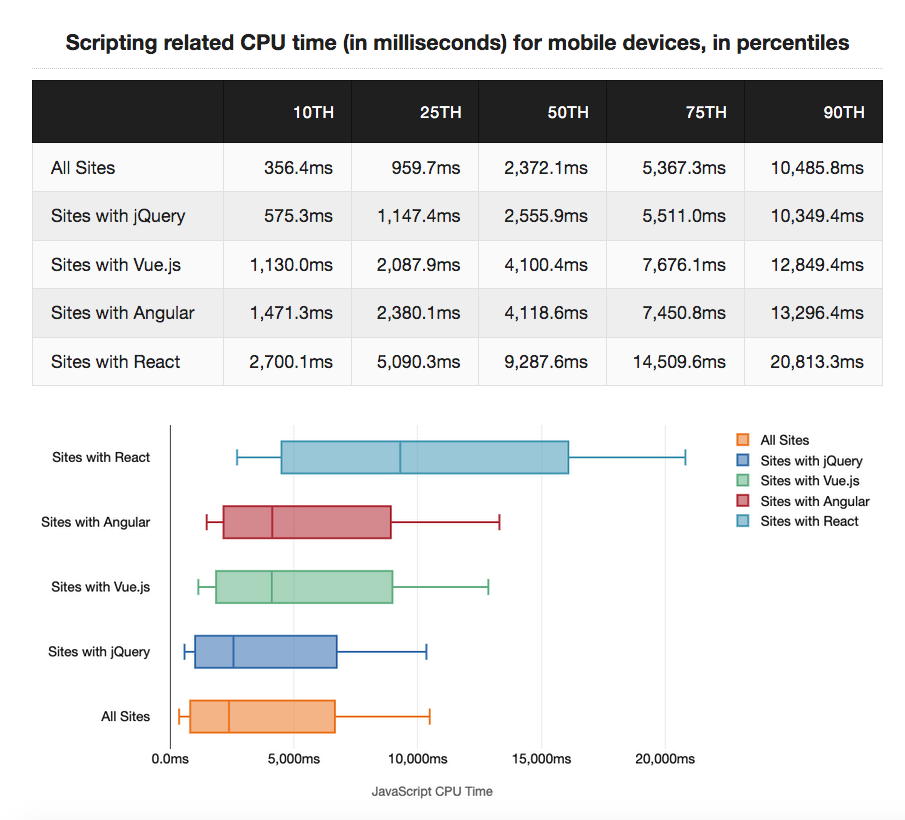 Scripting related CPU time (in milliseconds) for mobile devices, in percentiles
10TH 25TH 50TH 75TH 90TH
All Sites 356.4ms 959.7ms 2,372.1ms 5,367.3ms 10,485.8ms
Sites with jQuery 575.3ms 1,147.4ms 2,555.9ms 5,511.0ms 10,349.4ms
Sites with Vue.js 1,130.0ms 2,087.9ms 4,100.4ms 7,676.1ms 12,849.4ms
Sites with Angular 1,471.3ms 2,380.1ms 4,118.6ms 7,450.8ms 13,296.4ms
Sites with React 2,700.1ms 5,090.3ms 9,287.6ms 14,509.6ms 20,813.3ms
Sites with React
Sites with Angular
Sites with Vue.js
Sites with jQuery
All Sites
0.0ms 5,000ms 10,000ms 15,000ms 20,000ms
JavaScript CPU Time
All Sites
Sites with jQuery
Sites with Vue.js
Sites with Angular
Sites with React